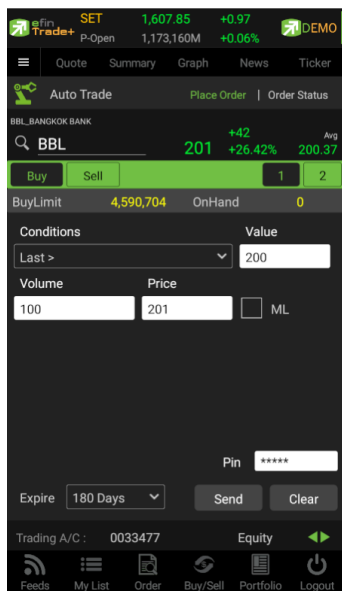 efin Trade+ SET 1,607.85 +0.97 DEMO
P-Open 1,173,160M +0.06%
Quote Summary Graph News Ticker
Auto Trade Place Order | Order Status
BBL_BANGKOK BANK
BBL 201 +42 +26.42% Avg 200.37
Buy Sell 1 2
BuyLimit 4,590,704 OnHand 0
Conditions Value
Last > 200
Volume Price
100 201 ML
Pin *****
Expire 180 Days Send Clear
Trading A/C : 0033477 Equity
Feeds My List Order Buy/Sell Portfolio Logout